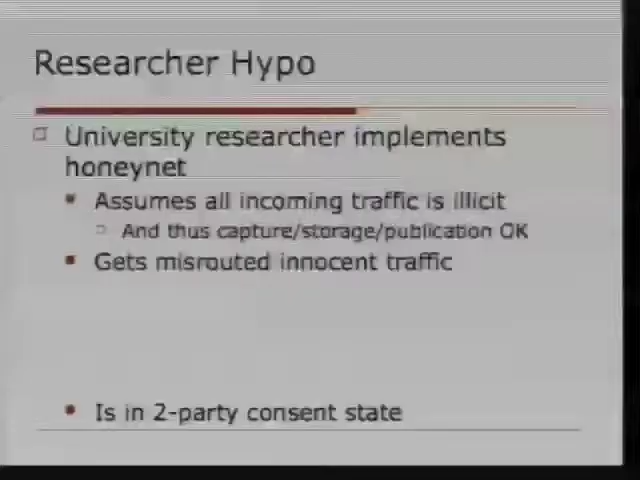 Researcher Hypo
University researcher implements
honeynet
Assumes all incoming traffic is illicit
And thus capture/storage/publication OK
Gets misrouted innocent traffic
Is in 2-party consent state